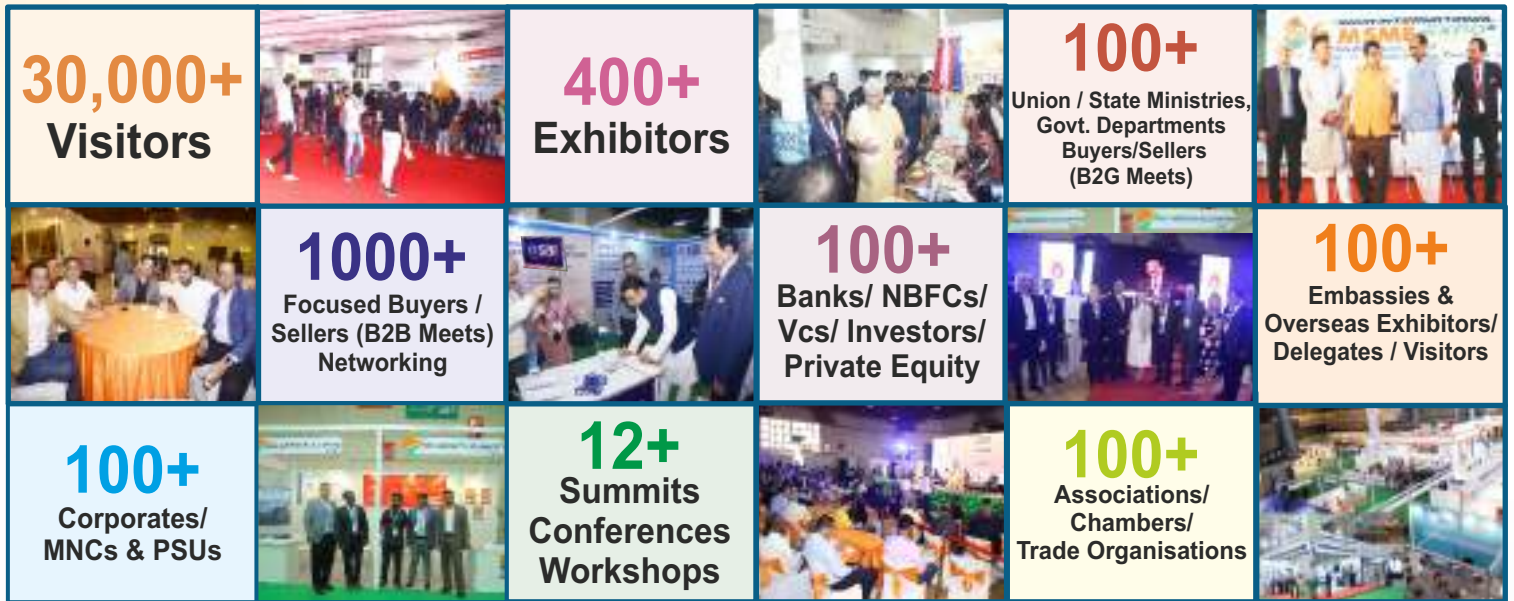 30,000+
Visitors
400+
Exhibitors
100+
Union / State Ministries,
Govt. Departments
Buyers/Sellers
(B2G Meets)
MSME
1000+
Focused Buyers /
Sellers (B2B Meets)
Networking
100+
Banks/ NBFCs/
Vcs/ Investors/
Private Equity
100+
Embassies &
Overseas Exhibitors/
Delegates / Visitors
100+
Corporates/
MNCs & PSUs
12+
Summits
Conferences
Workshops
100+
Associations/
Chambers/
Trade Organisations